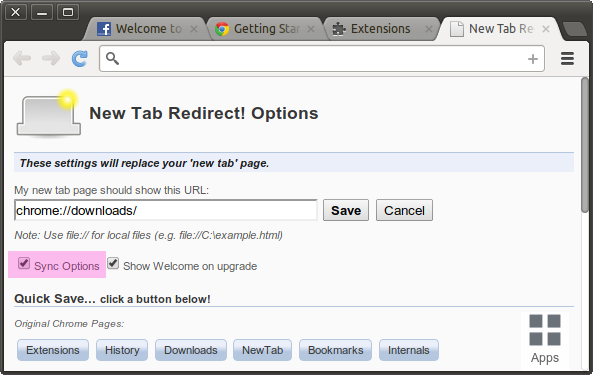 Welcome to
Getting Sta
Extensions
New Tab Re
New Tab Redirect! Options
These settings will replace your 'new tab' page.
My new tab page should show this URL:
chrome://downloads/ Save Cancel
Note: Use file:// for local files (e.g. file://C:\example.html)
Sync Options Show Welcome on upgrade
Quick Save... click a button below!
Original Chrome Pages:
Extensions History Downloads NewTab Bookmarks Internals
Apps